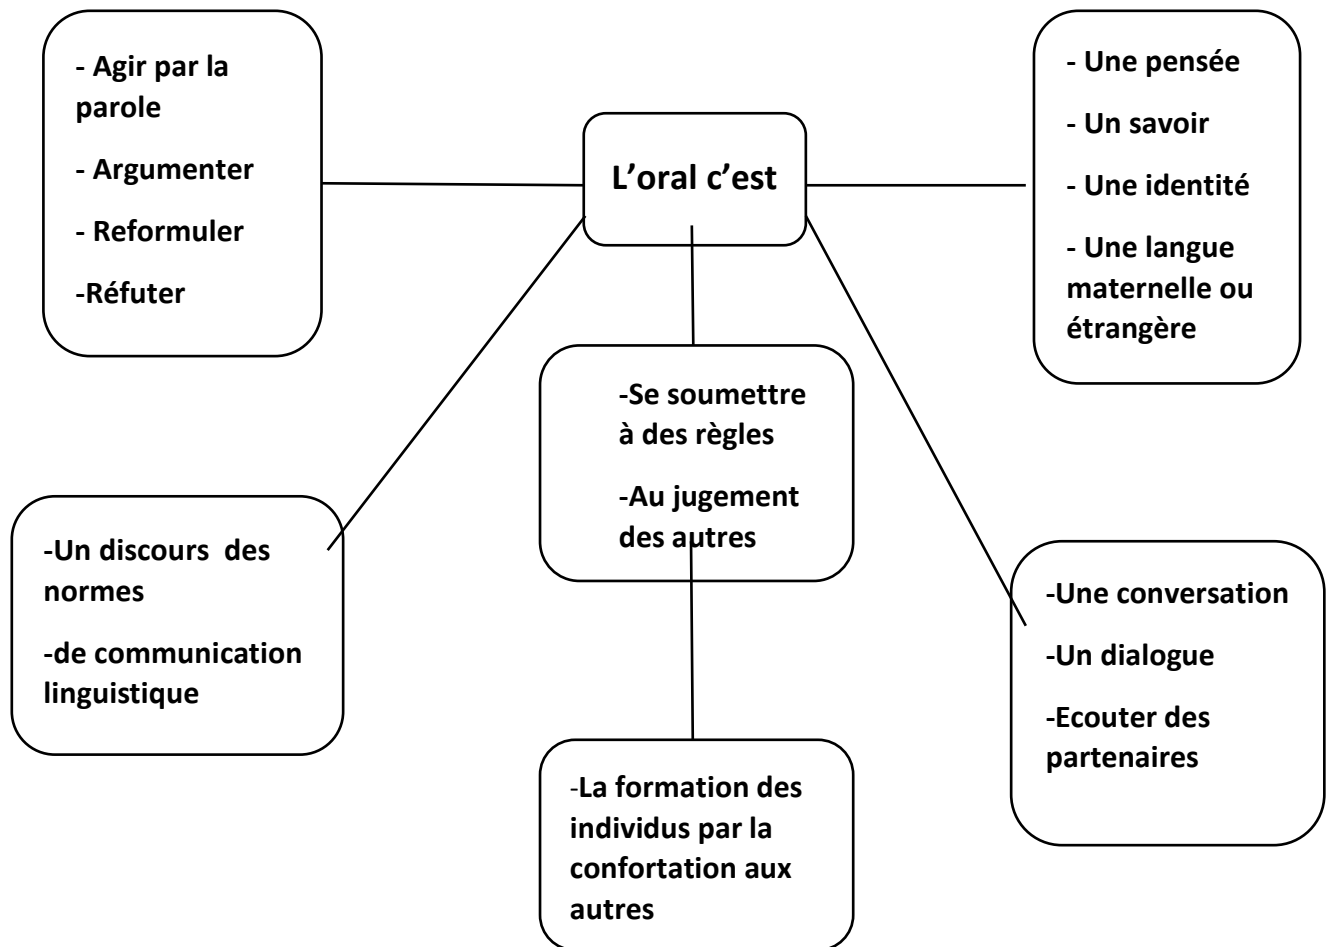 - Agir par la
parole
- Argumenter
- Reformuler
-Réfuter
L’oral c’est
- Une pensée
- Un savoir
- Une identité
- Une langue
maternelle ou
étrangère
-Se soumettre
à des règles
-Au jugement
des autres
-Un discours  des
normes
-de communication
linguistique
-Une conversation
-Un dialogue
-Ecouter des
partenaires
-La formation des
individus par la
confortation aux
autres